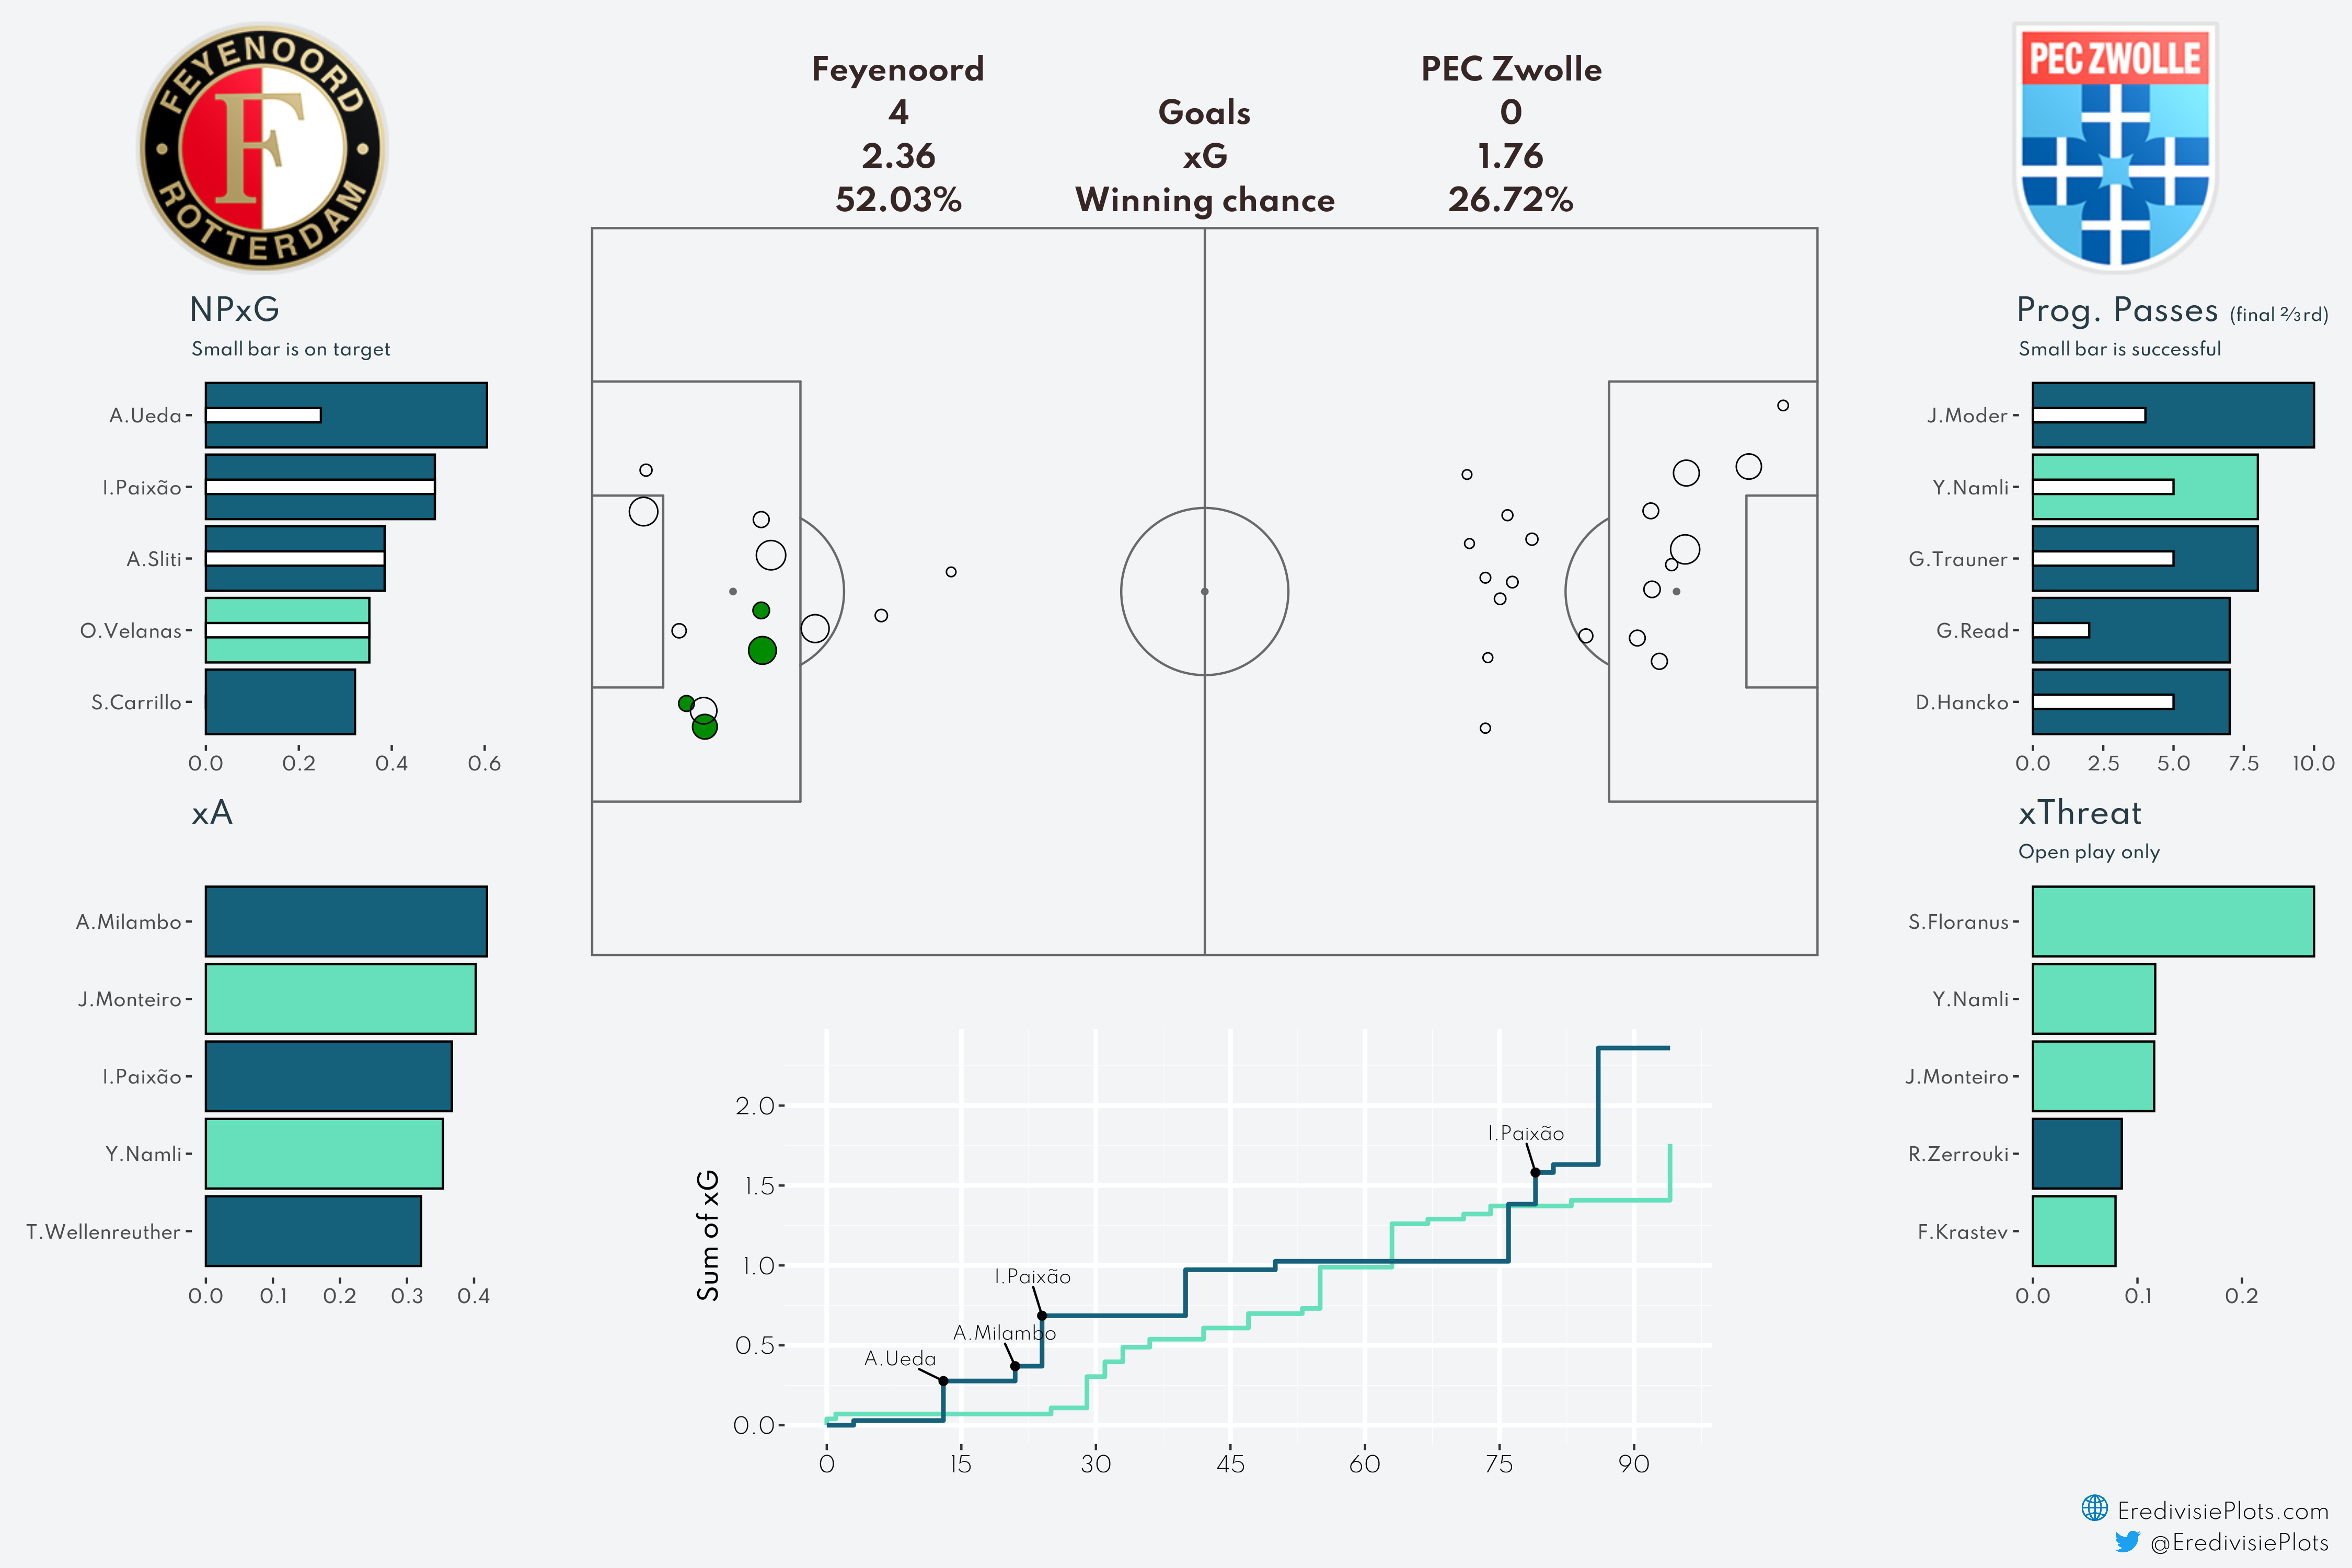 FEYENOORD
ROTTERDAM
F
Feyenoord PEC Zwolle
4 Goals 0
2.36 xG 1.76
52.03% Winning chance 26.72%
PEC ZWOLLE
NPxG
Small bar is on target
A.Ueda
I.Paixão
A.Sliti
O.Velanas
S.Carrillo
0.0 0.2 0.4 0.6
xA
A.Milambo
J.Monteiro
I.Paixão
Y.Namli
T.Wellenreuther
0.0 0.1 0.2 0.3 0.4
Sum of xG
2.0
1.5
1.0
0.5
0.0
I.Paixão
I.Paixão
A.Milambo
A.Ueda
0 15 30 45 60 75 90
Prog. Passes (final ⅔rd)
Small bar is successful
J.Moder
Y.Namli
G.Trauner
G.Read
D.Hancko
0.0 2.5 5.0 7.5 10.0
xThreat
Open play only
S.Floranus
Y.Namli
J.Monteiro
R.Zerrouki
F.Krastev
0.0 0.1 0.2
EredivisiePlots.com
@EredivisiePlots